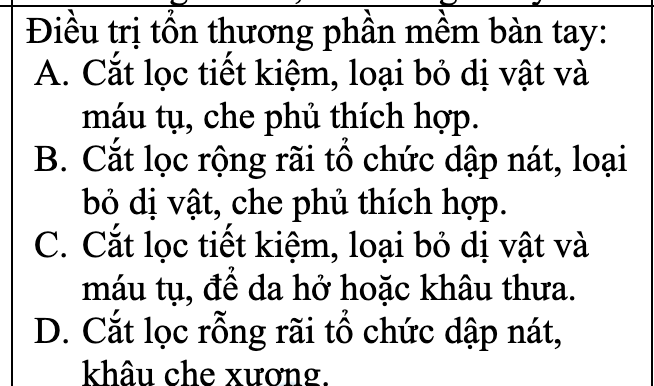 Điều trị tổn thương phần mềm bàn tay:
A. Cắt lọc tiết kiệm, loại bỏ dị vật và
máu tụ, che phủ thích hợp.
B. Cắt lọc rộng rãi tổ chức dập nát, loại
bỏ dị vật, che phủ thích hợp.
C. Cắt lọc tiết kiệm, loại bỏ dị vật và
máu tụ, để da hở hoặc khâu thưa.
D. Cắt lọc rỗng rãi tổ chức dập nát,
khâu che xương.